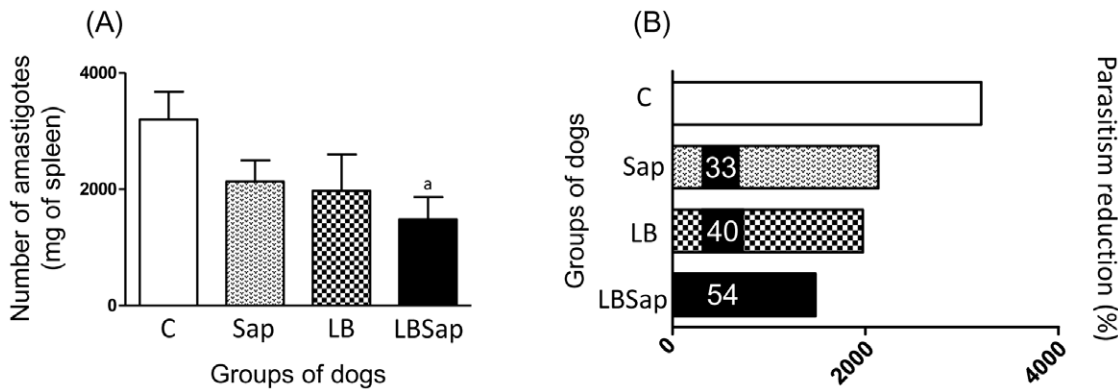 (A)
Number of amastigotes
(mg of spleen)
4000
2000
0
a
C
Sap
LB
LBSap
Groups of dogs
(B)
Groups of dogs
C
Sap
33
LB
40
LBSap
54
0
2000
4000
Parasitism reduction (%)